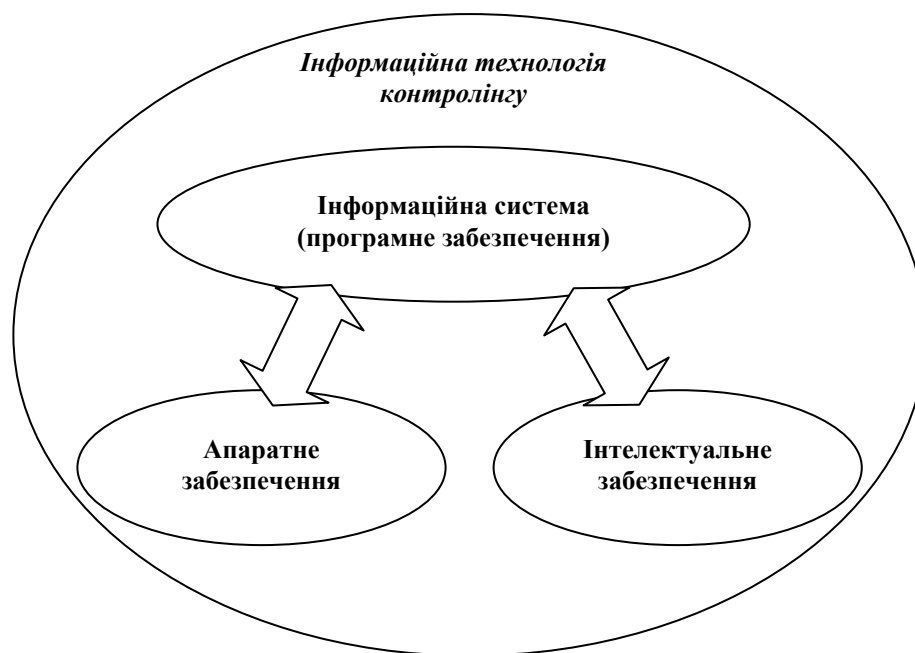 Інформаційна технологія
контролінгу
Інформаційна система
(програмне забезпечення)
Апаратне
забезпечення
Інтелектуальне
забезпечення